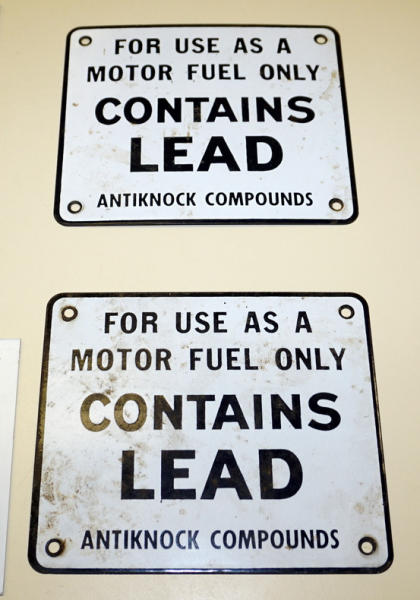 FOR USE AS A
MOTOR FUEL ONLY
CONTAINS
LEAD
ANTIKNOCK COMPOUNDS
FOR USE AS A
MOTOR FUEL ONLY
CONTAINS
LEAD
ANTIKNOCK COMPOUNDS